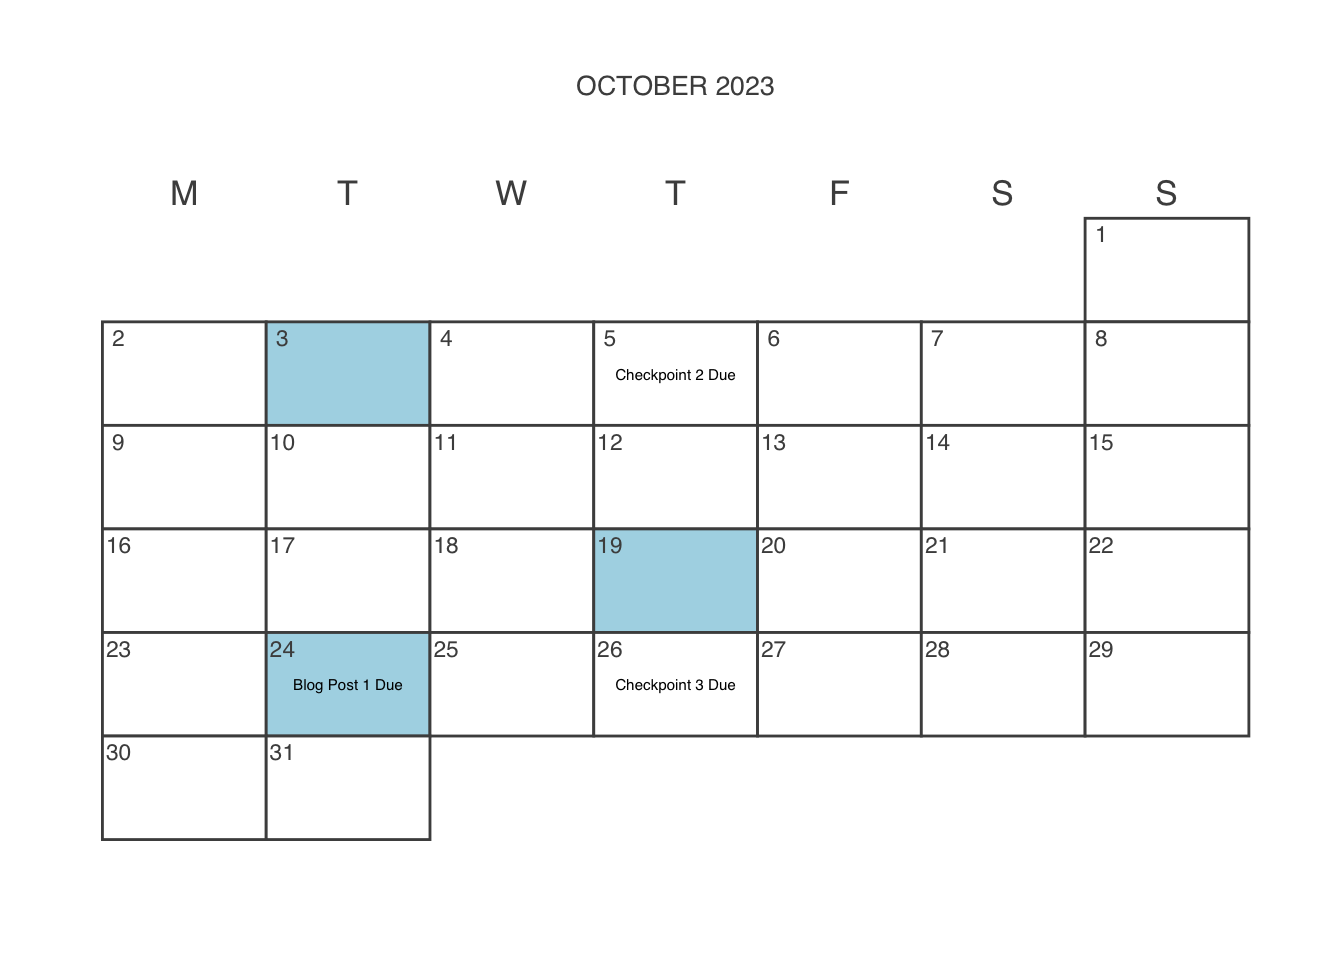 OCTOBER 2023
M T W T F S S
1
2 3 4 5 6 7 8
Checkpoint 2 Due
9 10 11 12 13 14 15
16 17 18 19 20 21 22
23 24 25 26 27 28 29
Blog Post 1 Due Checkpoint 3 Due
30 31